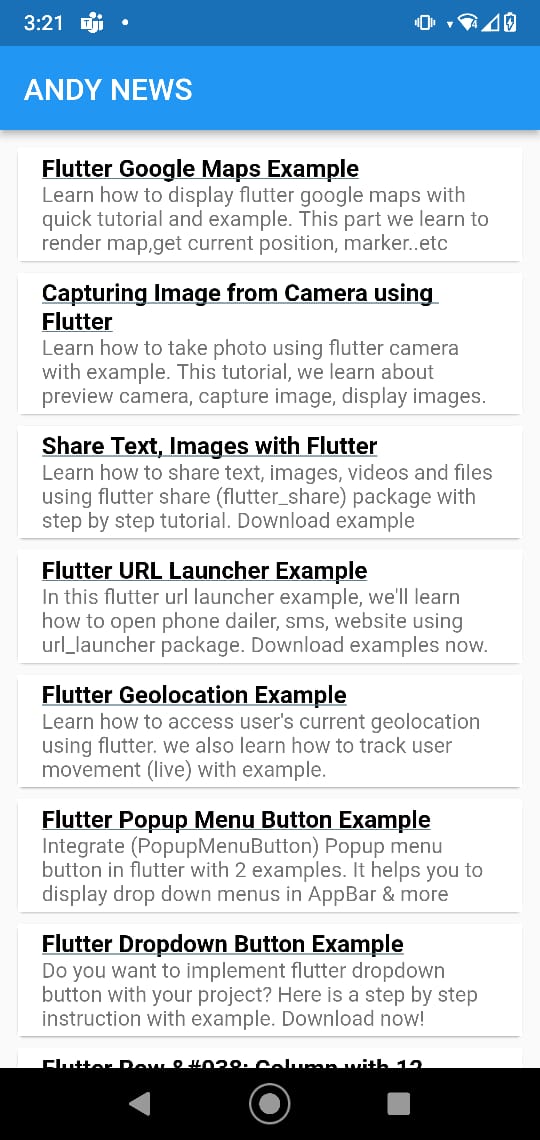 3:21
ANDY NEWS
Flutter Google Maps Example
Learn how to display flutter google maps with
quick tutorial and example. This part we learn to
render map,get current position, marker..etc
Capturing Image from Camera using
Flutter
Learn how to take photo using flutter camera
with example. This tutorial, we learn about
preview camera, capture image, display images.
Share Text, Images with Flutter
Learn how to share text, images, videos and files
using flutter share (flutter_share) package with
step by step tutorial. Download example
Flutter URL Launcher Example
In this flutter url launcher example, we'll learn
how to open phone dailer, sms, website using
url_launcher package. Download examples now.
Flutter Geolocation Example
Learn how to access user's current geolocation
using flutter. we also learn how to track user
movement (live) with example.
Flutter Popup Menu Button Example
Integrate (PopupMenuButton) Popup menu
button in flutter with 2 examples. It helps you to
display drop down menus in AppBar & more
Flutter Dropdown Button Example
Do you want to implement flutter dropdown
button with your project? Here is a step by step
instruction with example. Download now!
Flutter Row &#038; Column with 12